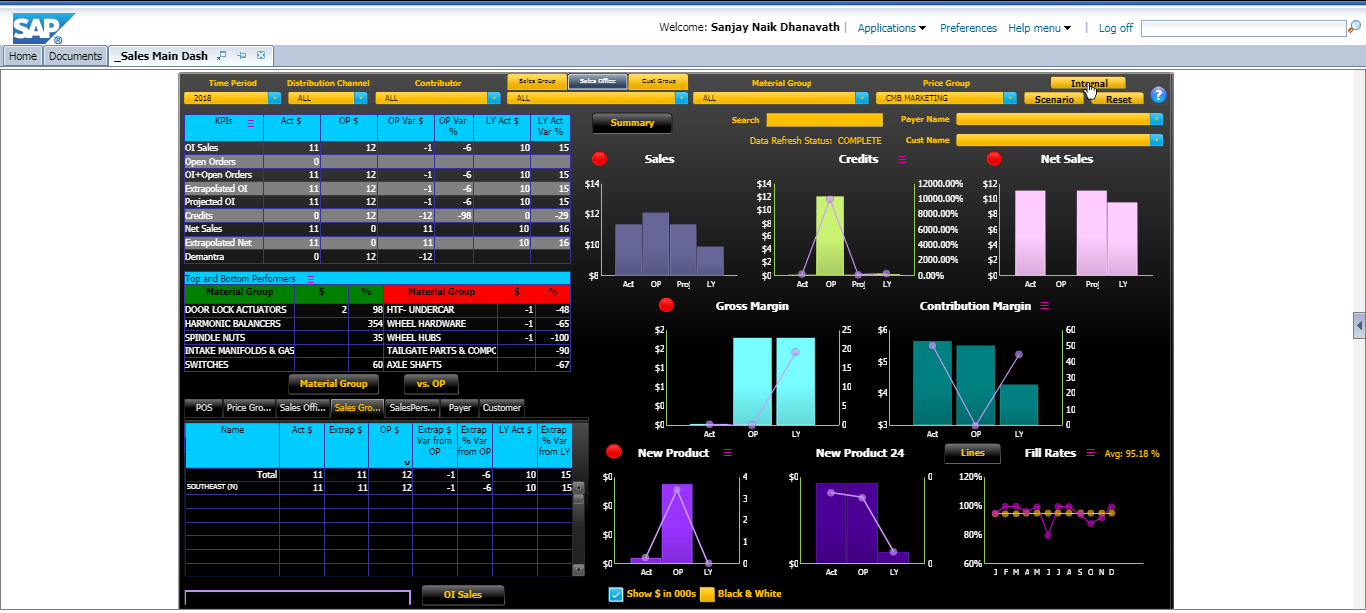 SAP ®
Welcome: Sanjay Naik Dhanavath | Applications Preferences Help menu | Log off
Home Documents _Sales Main Dash
Time Period Distribution Channel Contributor Sales Group Sales Office Cust Group Material Group Price Group Internal
2018 ALL ALL ALL ALL CMB MARKETING Scenario Reset ?
KPIs Act $ OP $ OP Var $ OP Var % LY Act $ LY Act Var %
OI Sales 11 12 -1 -6 10 15
Open Orders 0
OI+Open Orders 11 12 -1 -6 10 15
Extrapolated OI 11 12 -1 -6 10 15
Projected OI 11 12 -1 -6 10 15
Credits 0 12 -12 -98 0 -29
Net Sales 11 0 11 10 16
Extrapolated Net 11 0 11 10 16
Demantra 0 12 -12
Summary Search Payer Name
Data Refresh Status: COMPLETE Cust Name
Sales
$14
$12
$10
$8
Act OP Proj LY
Credits
$14 12000.00%
$12 10000.00%
$10 8000.00%
$8 6000.00%
$6 4000.00%
$4 2000.00%
$2 0.00%
$0
Act OP Proj LY
Net Sales
$12
$10
$8
$6
$4
$2
$0
Act OP Proj LY
Top and Bottom Performers
Material Group $ % Material Group $ %
DOOR LOCK ACTUATORS 2 98 HTF- UNDERCAR -1 -48
HARMONIC BALANCERS 354 WHEEL HARDWARE -1 -65
SPINDLE NUTS 35 WHEEL HUBS -1 -100
INTAKE MANIFOLDS & GAS TAILGATE PARTS & COMPC -90
SWITCHES 60 AXLE SHAFTS -67
Material Group vs. OP
Gross Margin
$2 25
$2 20
$1 15
$1 10
$0 5
$0 0
Act OP LY
Contribution Margin
$6 60
$5 50
$5 40
$4 30
$4 20
$3 10
$3 0
Act OP LY
POS Price Gro... Sales Offi... Sales Gro... SalesPers... Payer Customer
Name Act $ Extrap $ OP $ Extrap $ Var from OP Extrap % Var from OP LY Act $ Extrap % Var from LY
Total 11 11 12 -1 -6 10 15
SOUTHEAST (N) 11 11 12 -1 -6 10 15
OI Sales
New Product
$0 4
$0 3
$0 2
$0 1
$0 0
Act OP LY
New Product 24
$0 0
$0 0
Act OP LY
Lines Fill Rates Avg: 95.18 %
120%
100%
80%
60%
J F M A M J J A S O N D
Show $ in 000s Black & White